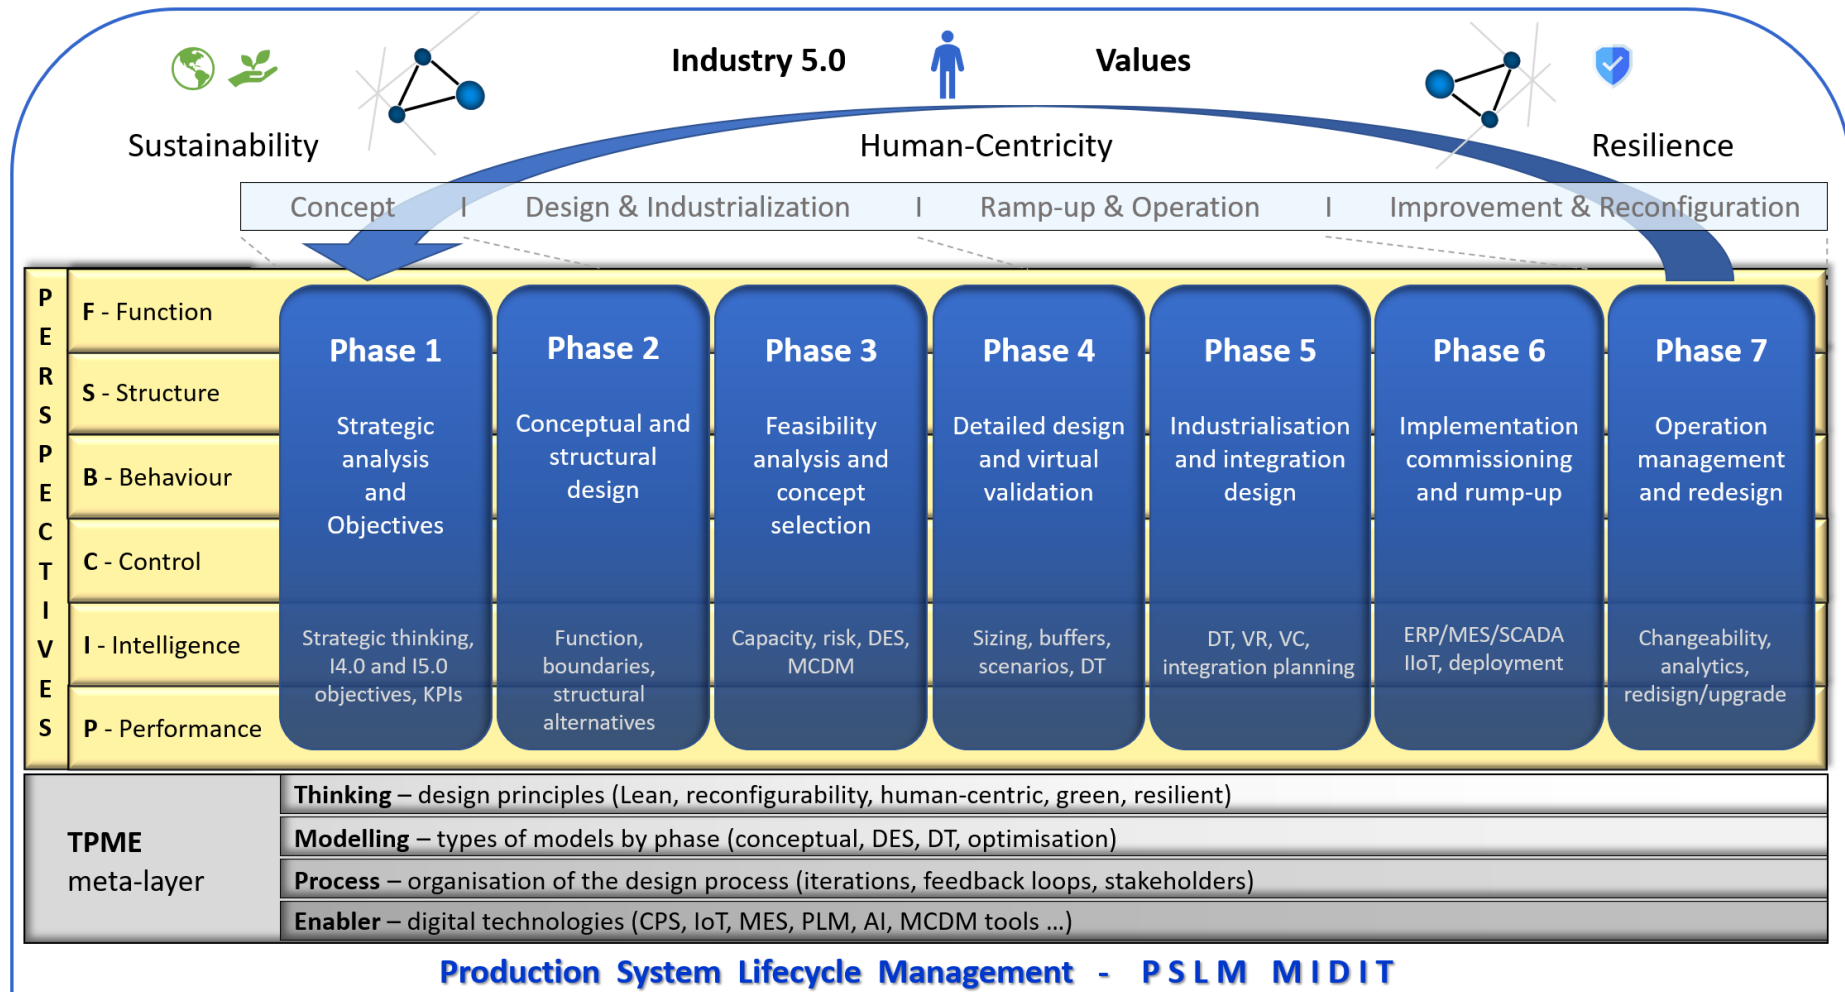 Industry 5.0 Values
Sustainability
Human-Centricity
Resilience
Concept I Design & Industrialization I Ramp-up & Operation I Improvement & Reconfiguration
PERSPECTIVES
F - Function
S - Structure
B - Behaviour
C - Control
I - Intelligence
P - Performance
Phase 1
Strategic
analysis
and
Objectives
Strategic thinking,
I4.0 and I5.0
objectives, KPIs
Phase 2
Conceptual and
structural
design
Function,
boundaries,
structural
alternatives
Phase 3
Feasibility
analysis and
concept
selection
Capacity, risk, DES,
MCDM
Phase 4
Detailed design
and virtual
validation
Sizing, buffers,
scenarios, DT
Phase 5
Industrialisation
and integration
design
DT, VR, VC,
integration planning
Phase 6
Implementation
commissioning
and rump-up
ERP/MES/SCADA
IIoT, deployment
Phase 7
Operation
management
and redesign
Changeability,
analytics,
redisign/upgrade
TPME
meta-layer
Thinking – design principles (Lean, reconfigurability, human-centric, green, resilient)
Modelling – types of models by phase (conceptual, DES, DT, optimisation)
Process – organisation of the design process (iterations, feedback loops, stakeholders)
Enabler – digital technologies (CPS, IoT, MES, PLM, AI, MCDM tools ...)
Production System Lifecycle Management - P S L M M I D I T